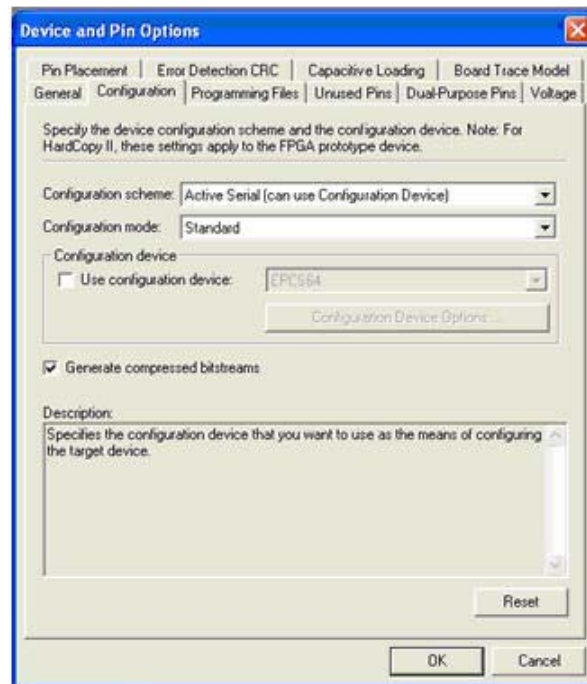 Device and Pin Options
Pin Placement Error Detection CRC Capacitive Loading Board Trace Model
General Configuration Programming Files Unused Pins Dual-Purpose Pins Voltage
Specify the device configuration scheme and the configuration device. Note: For
HardCopy II, these settings apply to the FPGA prototype device.
Configuration scheme: Active Serial (can use Configuration Device)
Configuration mode: Standard
Configuration device
Use configuration device: EPCS64
Configuration Device Options ...
Generate compressed bitstreams
Description:
Specifies the configuration device that you want to use as the means of configuring
the target device.
Reset
OK Cancel